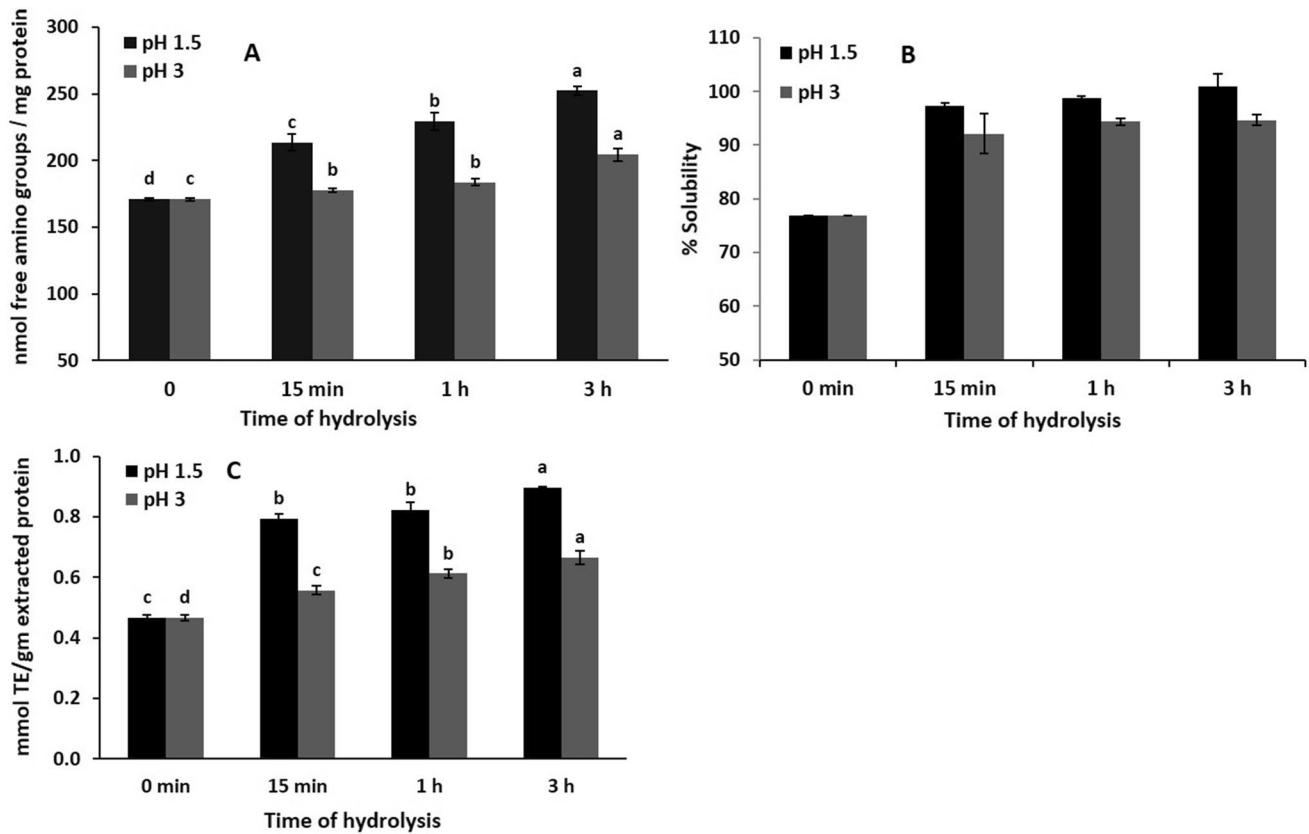 nmol free amino groups / mg protein
300
250
200
150
100
50
pH 1.5
pH 3
A
d c
c b
b b
a a
0 15 min 1 h 3 h
Time of hydrolysis
% Solubility
110
100
90
80
70
60
50
pH 1.5
pH 3
B
0 min 15 min 1 h 3 h
Time of hydrolysis
mmol TE/gm extracted protein
1.0
0.8
0.6
0.4
0.2
0.0
pH 1.5
pH 3
C
c d
b c
b b
a a
0 min 15 min 1 h 3 h
Time of hydrolysis